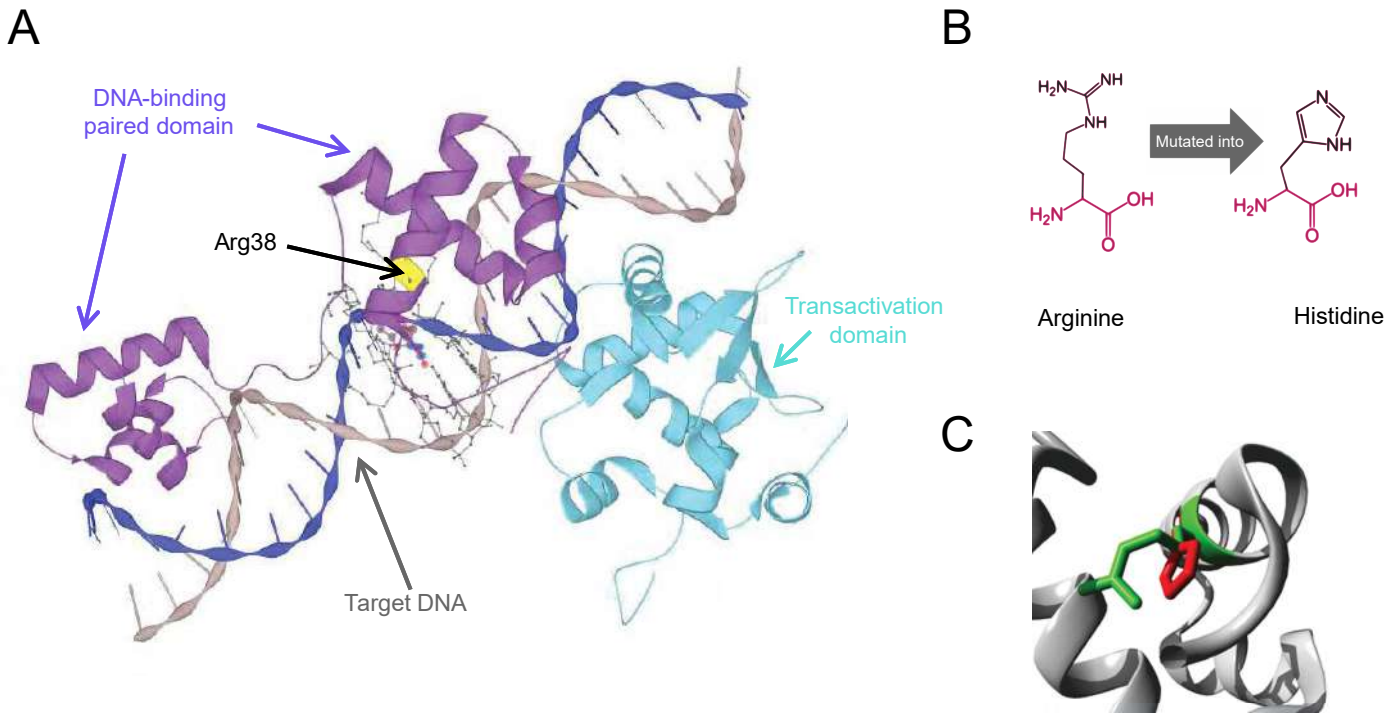 A
B
DNA-binding
paired domain
Arg38
Transactivation
domain
Target DNA
H₂N
NH
NH
H₂N
OH
O
Mutated into
N
NH
H₂N
OH
O
Arginine
Histidine
C